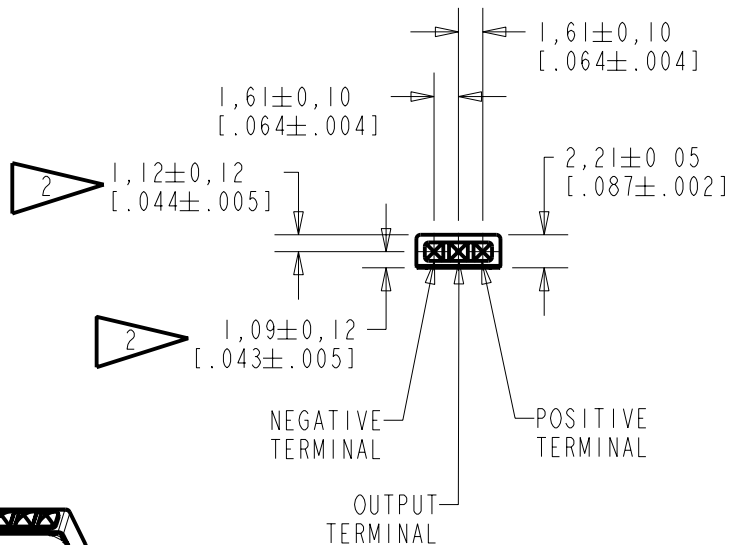 1,61±0,10
[.064±.004]
1,61±0,10
[.064±.004]
2,21±0 05
[.087±.002]
2
1,12±0,12
[.044±.005]
2
1,09±0,12
[.043±.005]
NEGATIVE
TERMINAL
POSITIVE
TERMINAL
OUTPUT
TERMINAL